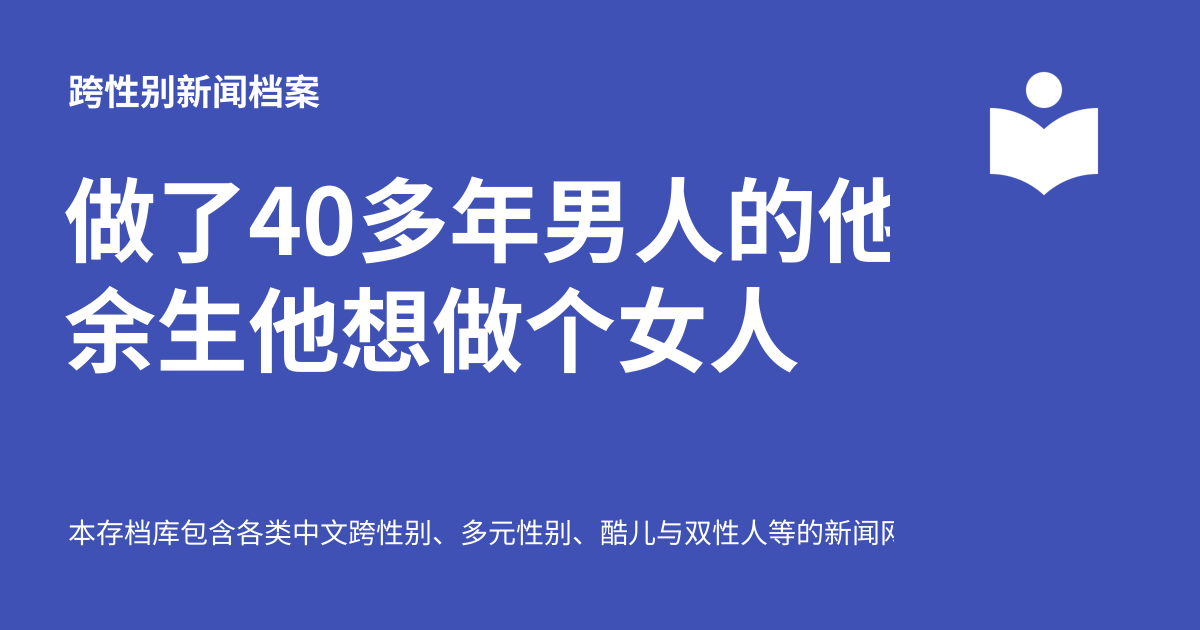 跨性别新闻档案
做了40多年男人的他
余生他想做个女人
本存档库包含各类中文跨性别、多元性别、酷儿与双性人等的新闻网